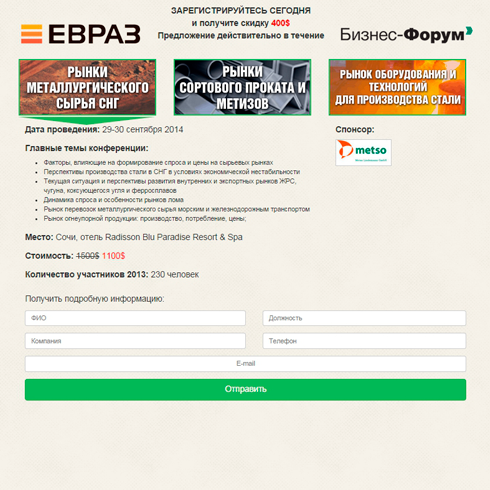 ЗАРЕГИСТРИРУЙТЕСЬ СЕГОДНЯ
и получите скидку 400$
Предложение действительно в течение
ЕВРАЗ
Бизнес-Форум
РЫНКИ
МЕТАЛЛУРГИЧЕСКОГО
СЫРЬЯ СНГ
РЫНКИ
СОРТОВОГО ПРОКАТА И
МЕТИЗОВ
РЫНОК ОБОРУДОВАНИЯ И
ТЕХНОЛОГИИ
ДЛЯ ПРОИЗВОДСТВА СТАЛИ
Дата проведения: 29-30 сентября 2014
Спонсор:
metso
Главные темы конференции:
Факторы, влияющие на формирование спроса и цены на сырьевых рынках
Перспективы производства стали в СНГ в условиях экономической нестабильности
Текущая ситуация и перспективы развития внутренних и экспортных рынков ЖРС,
чугуна, коксующегося угля и ферросплавов
Динамика спроса и особенности рынков лома
Рынок перевозок металлургического сырья морским и железнодорожным транспортом
Рынок огнеупорной продукции: производство, потребление, цены;
Место: Сочи, отель Radisson Blu Paradise Resort & Spa
Стоимость: 1500$ 1100$
Количество участников 2013: 230 человек
Получить подробную информацию:
ФИО
Должность
Компания
Телефон
E-mail
Отправить